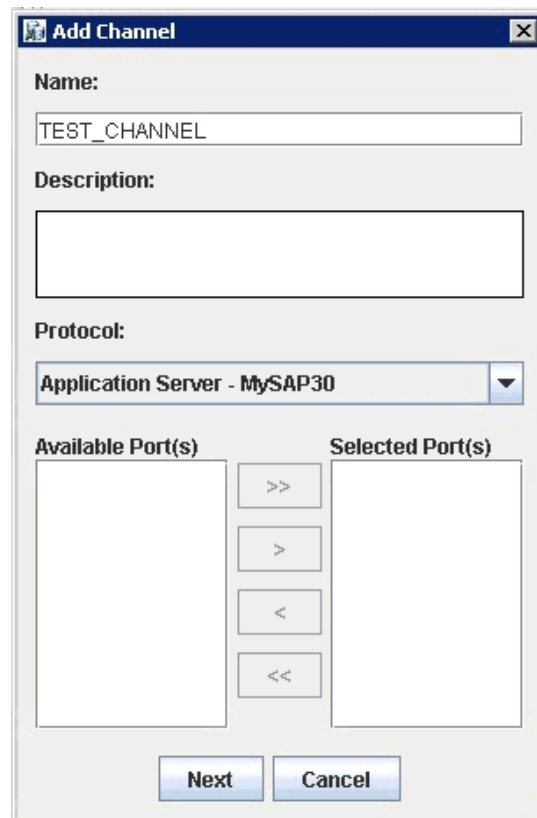 Add Channel
Name:
TEST_CHANNEL
Description:
Protocol:
Application Server - MySAP30
Available Port(s) Selected Port(s)
>>
>
<
<<
Next Cancel